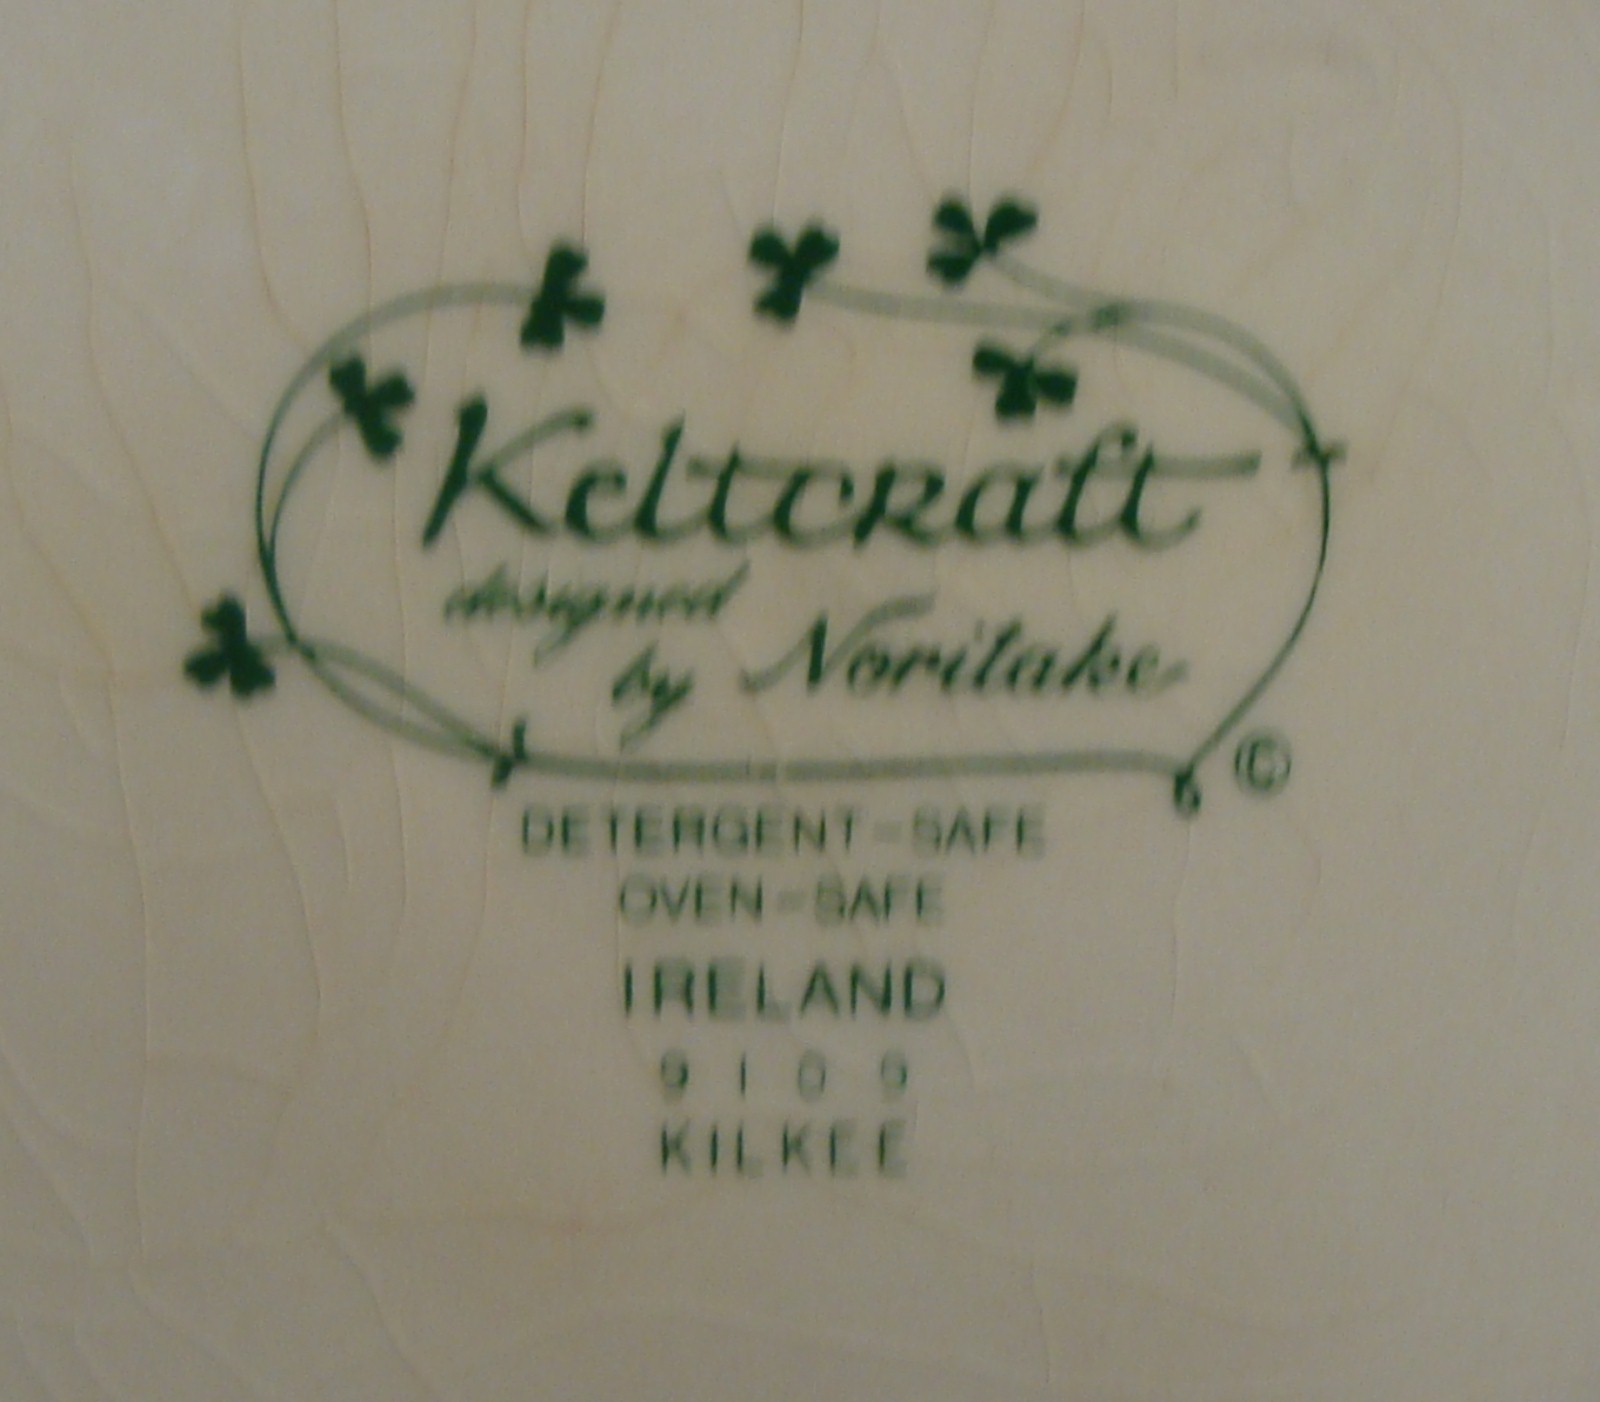 Keltcraft
designed
by Noritake
©
DETERGENT-SAFE
OVEN-SAFE
IRELAND
9109
KILKEE